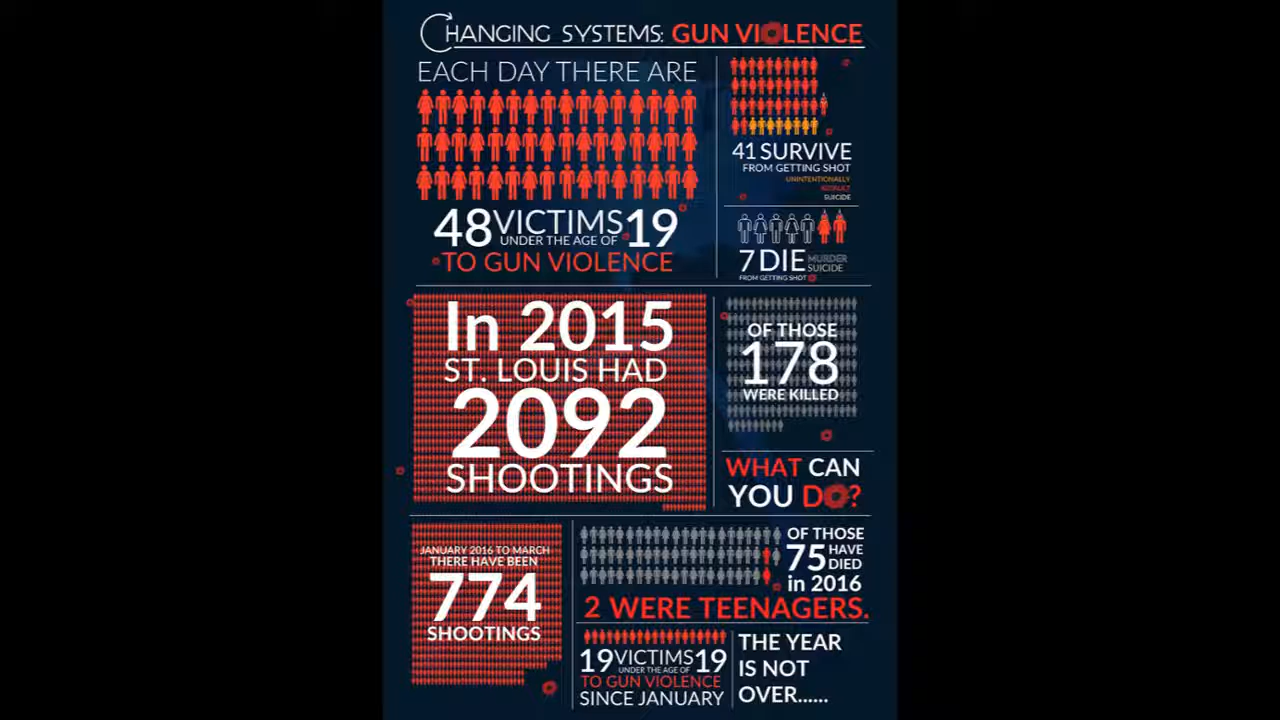 CHANGING SYSTEMS: GUN VIOLENCE
EACH DAY THERE ARE
48 VICTIMS
UNDER THE AGE OF 19
TO GUN VIOLENCE
41 SURVIVE
FROM GETTING SHOT
UNINTENTIONALLY
ASSAULT
SUICIDE
7 DIE MURDER
SUICIDE
FROM GETTING SHOT
In 2015
ST. LOUIS HAD
2092
SHOOTINGS
OF THOSE
178
WERE KILLED
WHAT CAN
YOU DO?
JANUARY 2016 TO MARCH
THERE HAVE BEEN
774
SHOOTINGS
OF THOSE
75 HAVE
DIED
in 2016
2 WERE TEENAGERS.
19 VICTIMS 19
UNDER THE AGE OF
TO GUN VIOLENCE
SINCE JANUARY
THE YEAR
IS NOT
OVER......